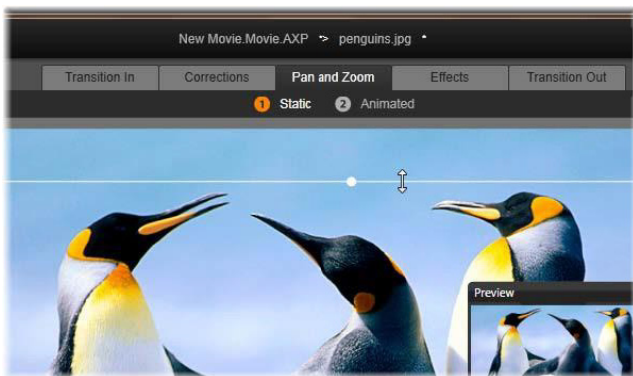 New Movie.Movie.AXP *> penguins.jpg *
Transition In Corrections Pan and Zoom Effects Transition Out
1 Static 2 Animated
Preview